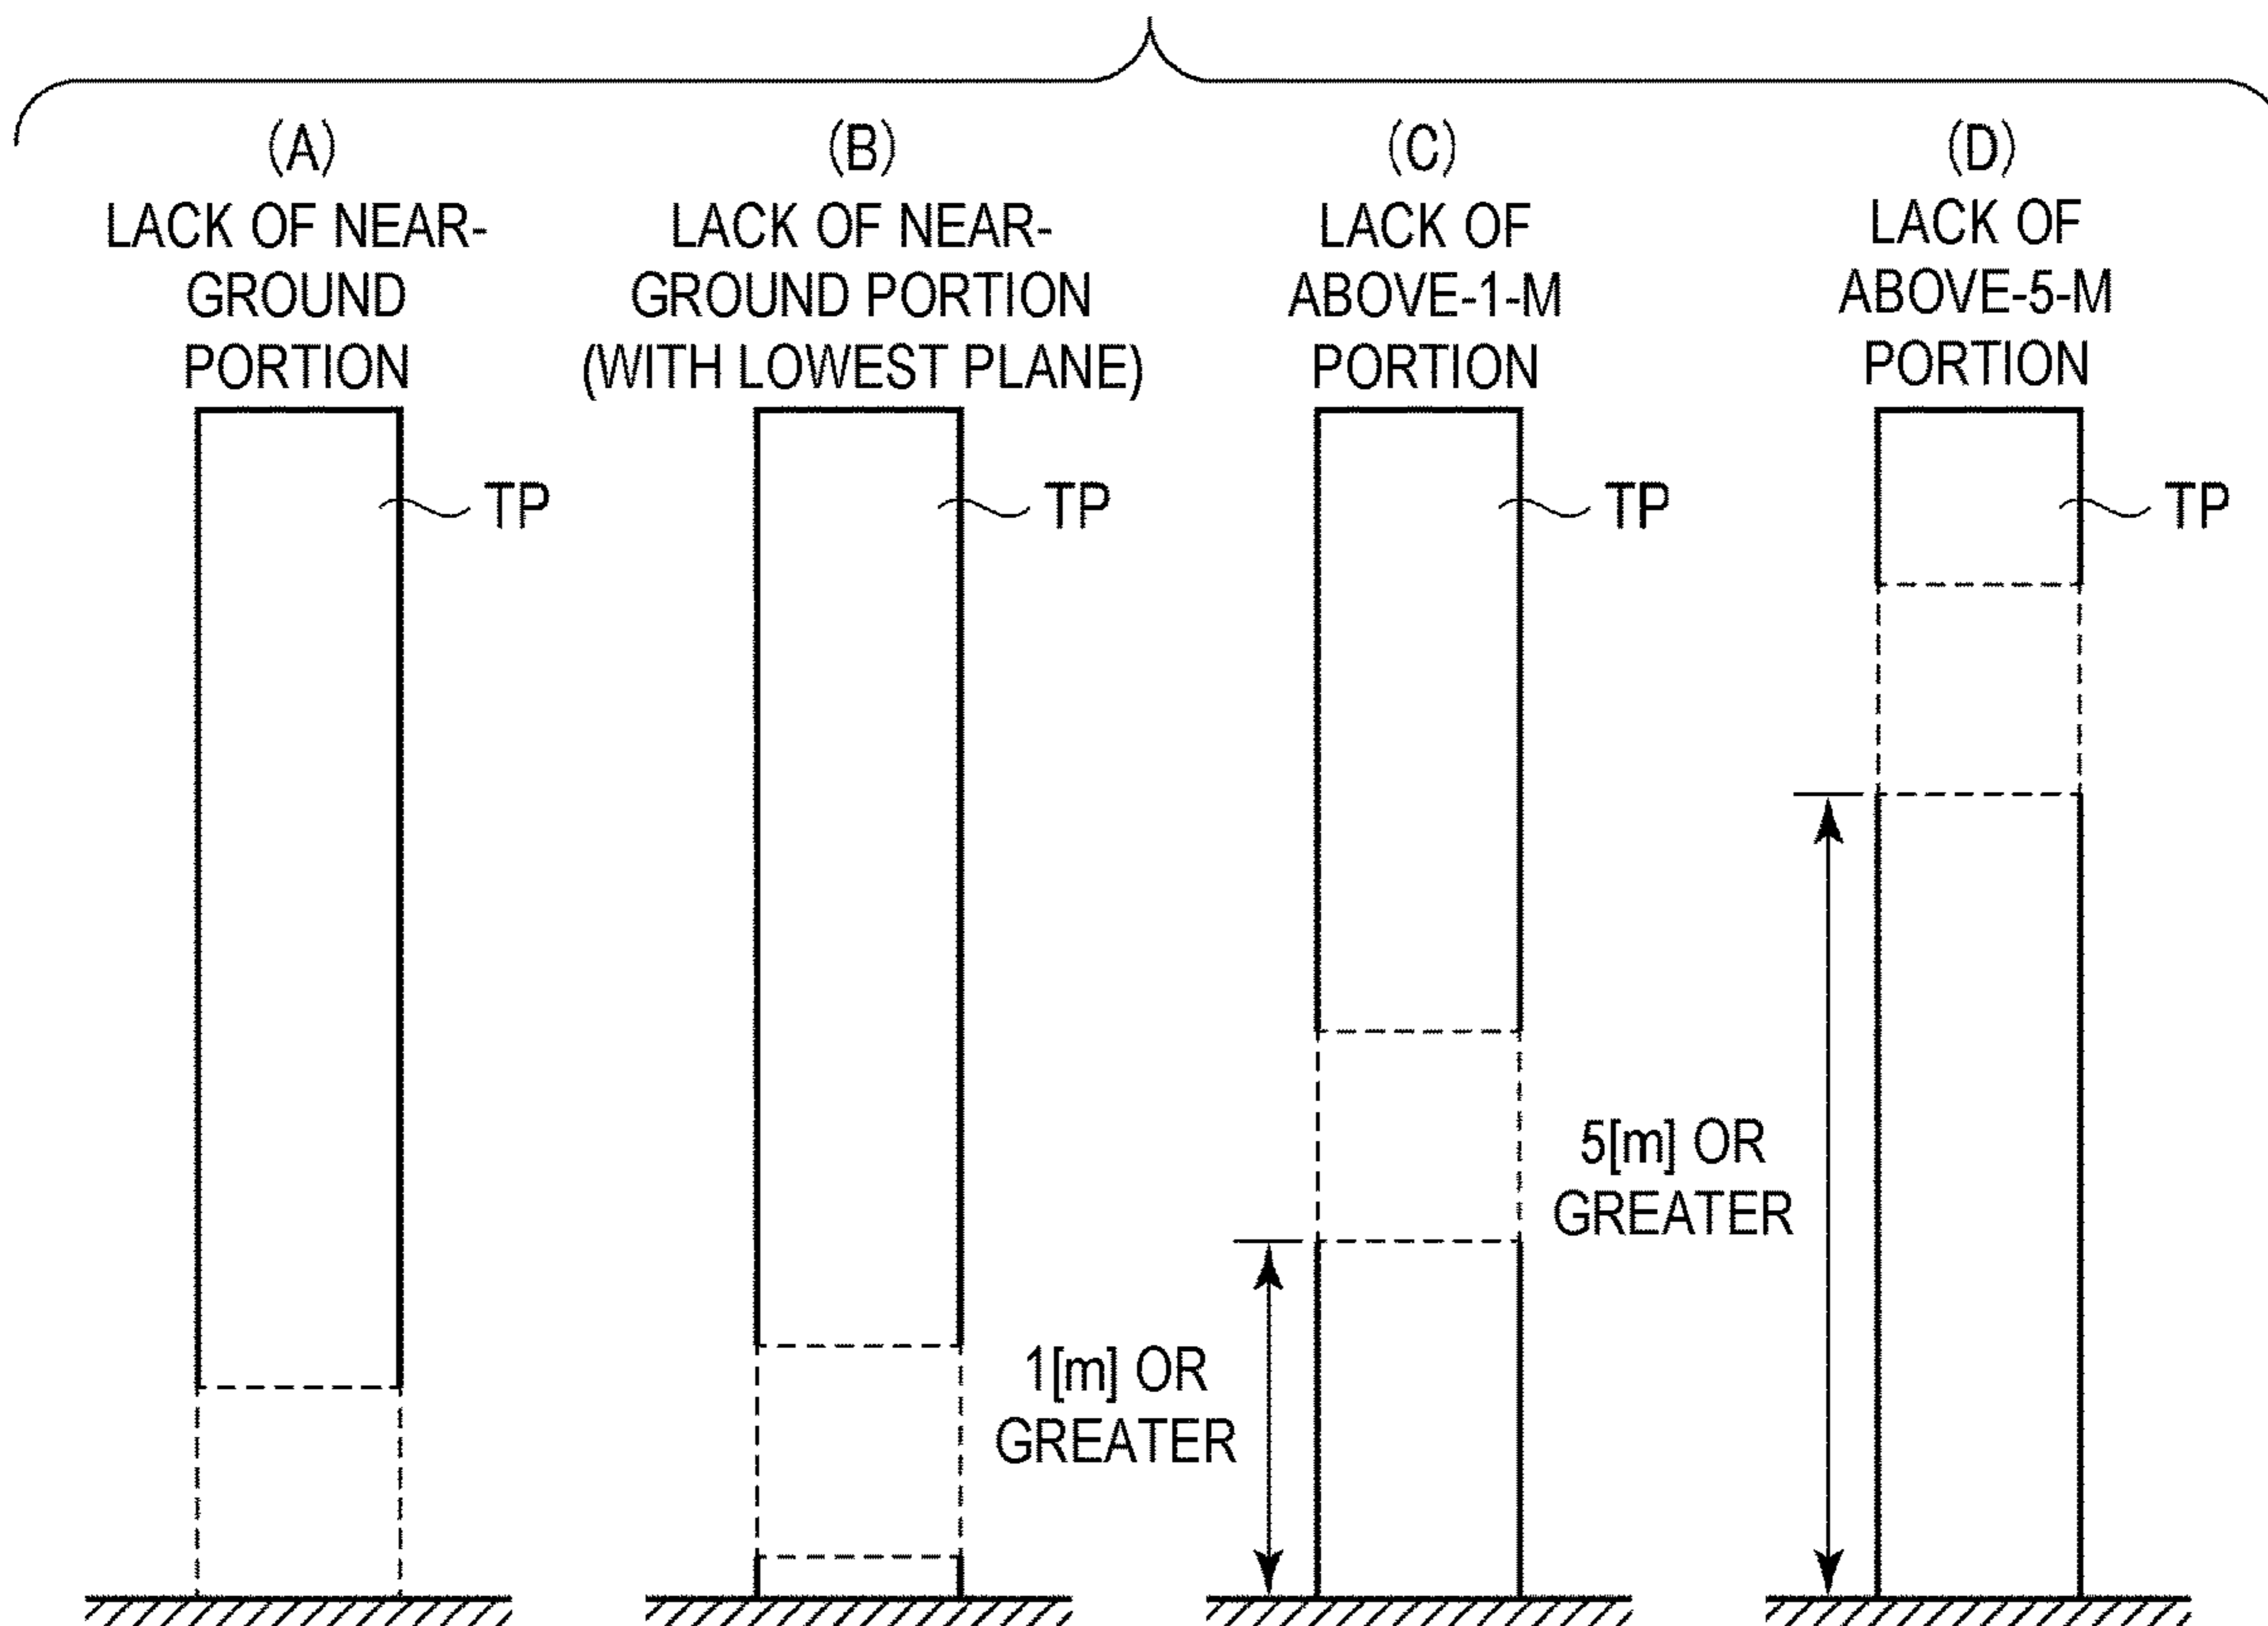 (A)
LACK OF NEAR-
GROUND
PORTION
TP
(B)
LACK OF NEAR-
GROUND PORTION
(WITH LOWEST PLANE)
TP
(C)
LACK OF
ABOVE-1-M
PORTION
TP
1[m] OR
GREATER
(D)
LACK OF
ABOVE-5-M
PORTION
TP
5[m] OR
GREATER